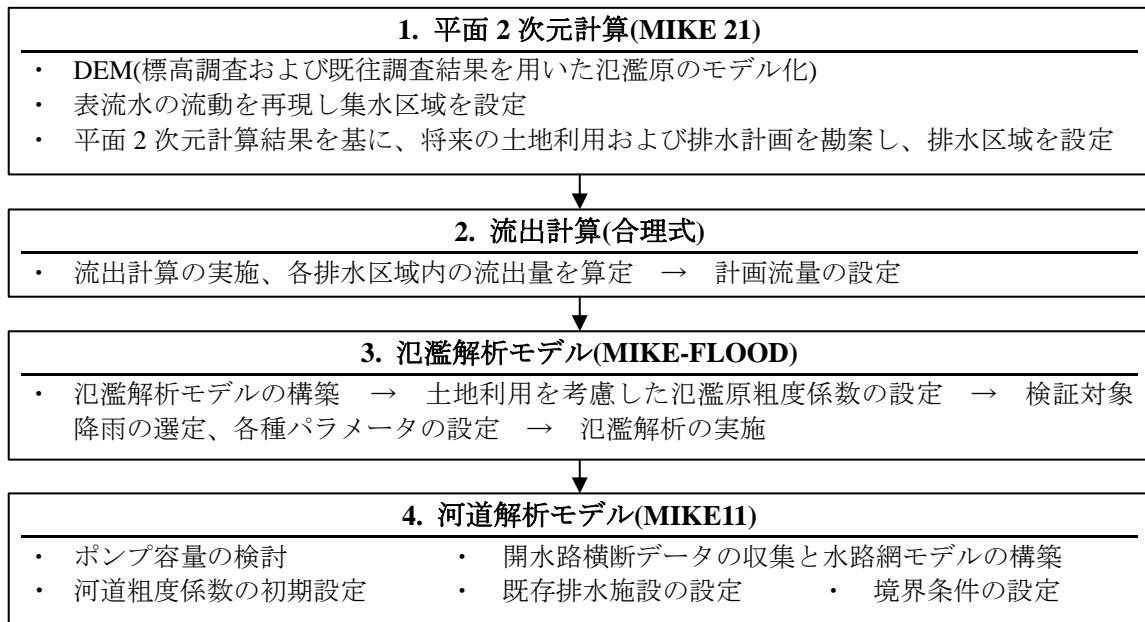 1. 平面 2 次元計算(MIKE 21)
・ DEM(標高調査および既往調査結果を用いた氾濫原のモデル化)
・ 表流水の流動を再現し集水区域を設定
・ 平面 2 次元計算結果を基に、将来の土地利用および排水計画を勘案し、排水区域を設定
2. 流出計算(合理式)
・ 流出計算の実施、各排水区域内の流出量を算定 → 計画流量の設定
3. 氾濫解析モデル(MIKE-FLOOD)
・ 氾濫解析モデルの構築 → 土地利用を考慮した氾濫原粗度係数の設定 → 検証対象
降雨の選定、各種パラメータの設定 → 氾濫解析の実施
4. 河道解析モデル(MIKE11)
・ ポンプ容量の検討 ・ 開水路横断データの収集と水路網モデルの構築
・ 河道粗度係数の初期設定 ・ 既存排水施設の設定 ・ 境界条件の設定